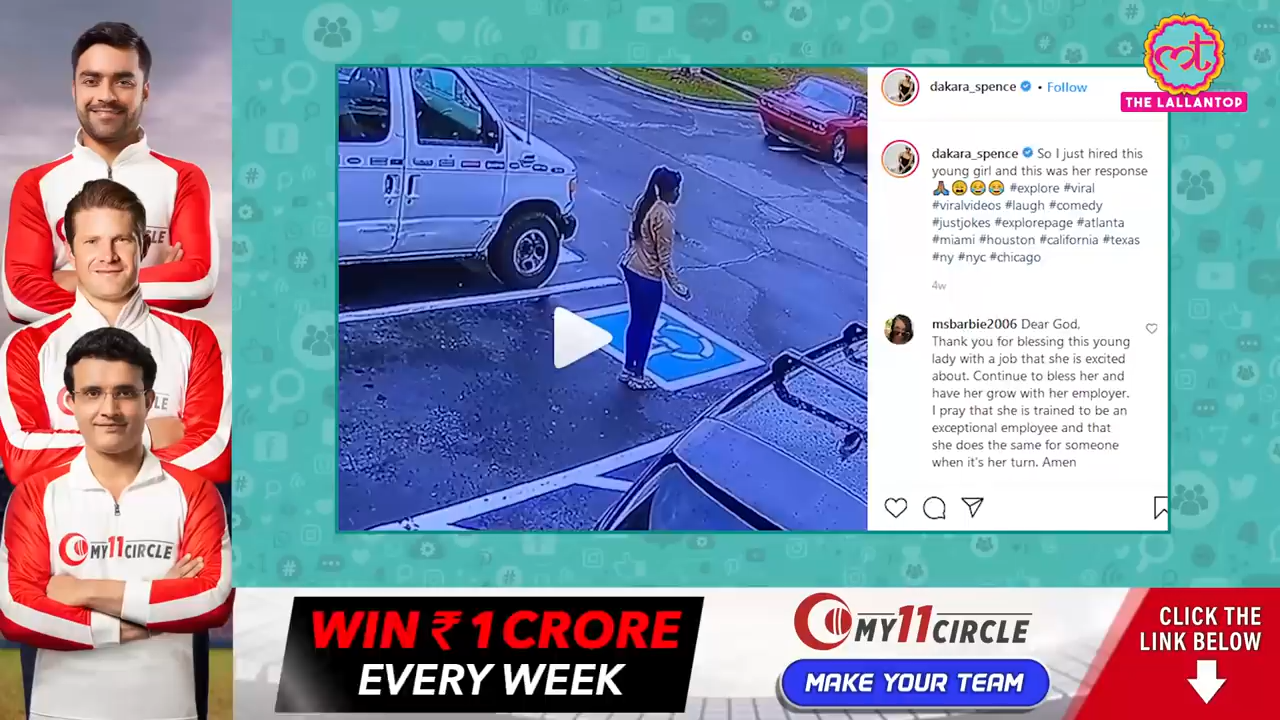 mt
THE LALLANTOP
dakara_spence • Follow
dakara_spence So I just hired this
young girl and this was her response
🙏🏾😩😂😂 #explore #viral
#viralvideos #laugh #comedy
#justjokes #explorepage #atlanta
#miami #houston #california #texas
#ny #nyc #chicago
4w
msbarbie2006 Dear God,
Thank you for blessing this young
lady with a job that she is excited
about. Continue to bless her and
have her grow with her employer.
I pray that she is trained to be an
exceptional employee and that
she does the same for someone
when it's her turn. Amen
CLE
CLE
MY11CIRCLE
WIN ₹ 1 CRORE
EVERY WEEK
MY11CIRCLE
MAKE YOUR TEAM
CLICK THE
LINK BELOW